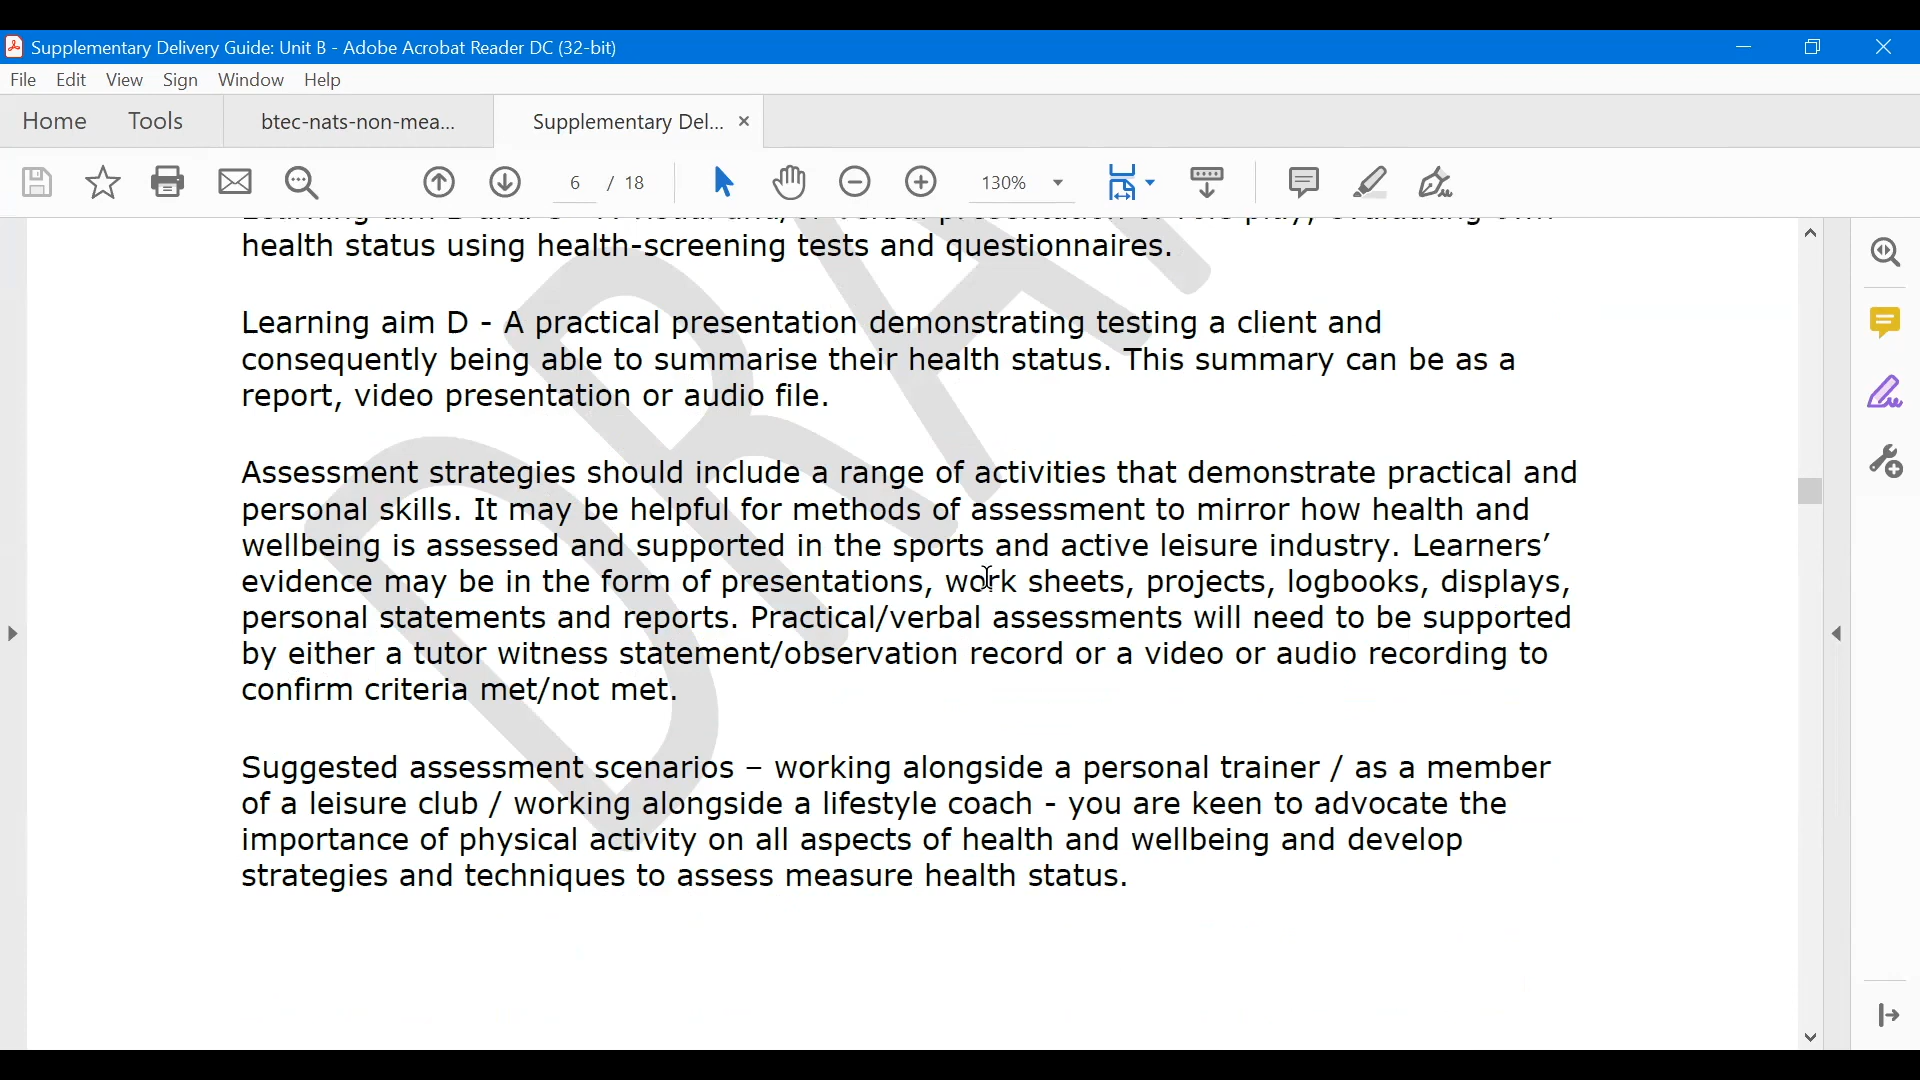 Supplementary Delivery Guide: Unit B - Adobe Acrobat Reader DC (32-bit)
File Edit View Sign Window Help
Home Tools btec-nats-non-mea... Supplementary Del... ×
6 / 18 130%
health status using health-screening tests and questionnaires.
Learning aim D - A practical presentation demonstrating testing a client and
consequently being able to summarise their health status. This summary can be as a
report, video presentation or audio file.
Assessment strategies should include a range of activities that demonstrate practical and
personal skills. It may be helpful for methods of assessment to mirror how health and
wellbeing is assessed and supported in the sports and active leisure industry. Learners’
evidence may be in the form of presentations, work sheets, projects, logbooks, displays,
personal statements and reports. Practical/verbal assessments will need to be supported
by either a tutor witness statement/observation record or a video or audio recording to
confirm criteria met/not met.
Suggested assessment scenarios – working alongside a personal trainer / as a member
of a leisure club / working alongside a lifestyle coach - you are keen to advocate the
importance of physical activity on all aspects of health and wellbeing and develop
strategies and techniques to assess measure health status.